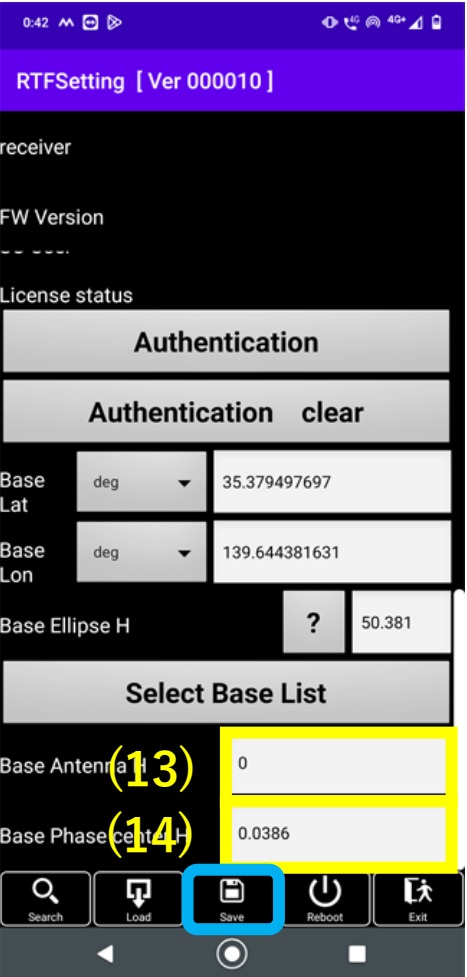 0:42 4G 4G+
RTFSetting [ Ver 000010 ]
receiver
FW Version
License status
Authentication
Authentication clear
Base Lat deg 35.379497697
Base Lon deg 139.644381631
Base Ellipse H ? 50.381
Select Base List
Base Antenna H (13) 0
Base Phase center H (14) 0.0386
Search Load Save Reboot Exit